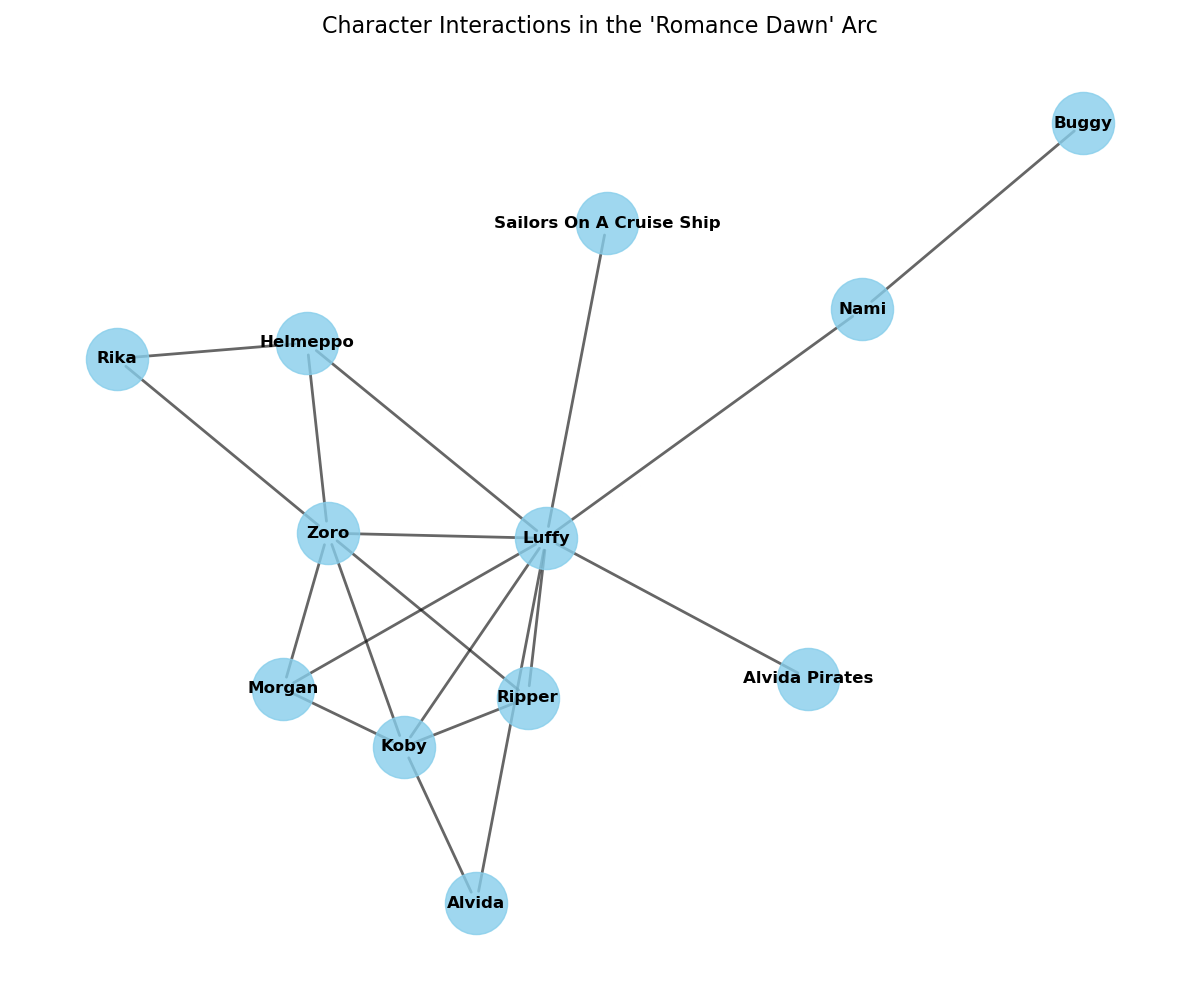 Character Interactions in the 'Romance Dawn' Arc
Buggy
Sailors On A Cruise Ship
Nami
Helmeppo
Rika
Zoro
Luffy
Alvida Pirates
Morgan
Ripper
Koby
Alvida